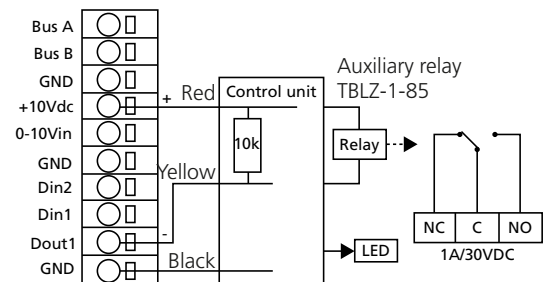 Bus A
Bus B
GND
+10Vdc
0-10Vin
GND
Din2
Din1
Dout1
GND
+ Red
Yellow
-
Black
Control unit
10k
Auxiliary relay
TBLZ-1-85
Relay
LED
NC C NO
1A/30VDC